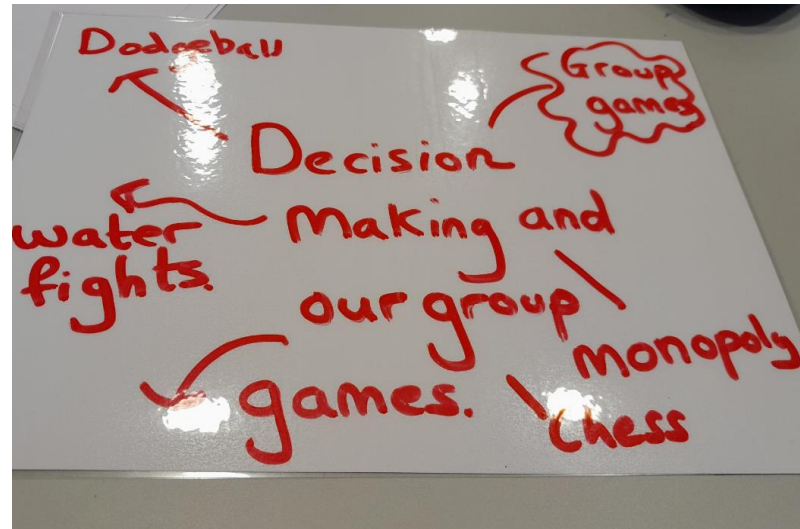 Dodgeball
Group
games
Decision
Making and
water
fights.
our group
monopoly
games.
chess